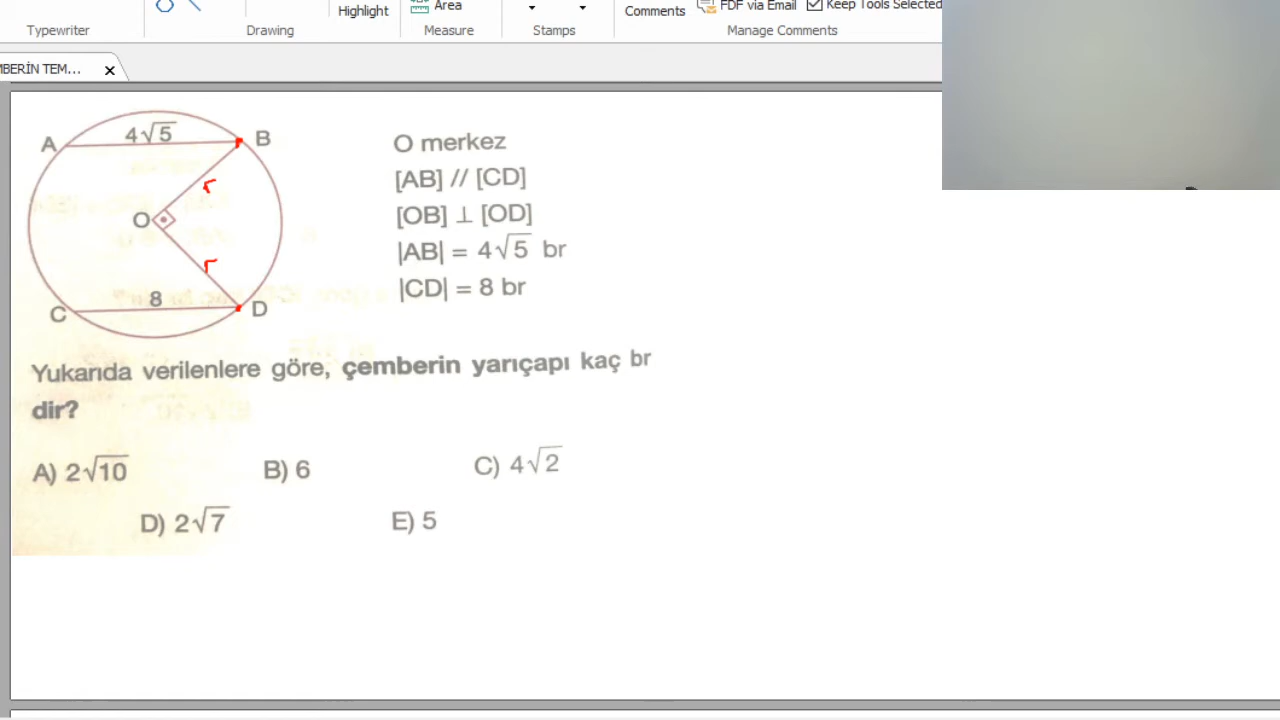 Highlight
Area
Comments
FDF via Email
Keep Tools Selected
Typewriter
Drawing
Measure
Stamps
Manage Comments
MBERİN TEM...
A
4√5
B
r
O
r
8
C
D
O merkez
[AB] // [CD]
[OB] ⊥ [OD]
|AB| = 4√5 br
|CD| = 8 br
Yukarıda verilenlere göre, çemberin yarıçapı kaç br
dir?
A) 2√10 B) 6 C) 4√2
D) 2√7 E) 5